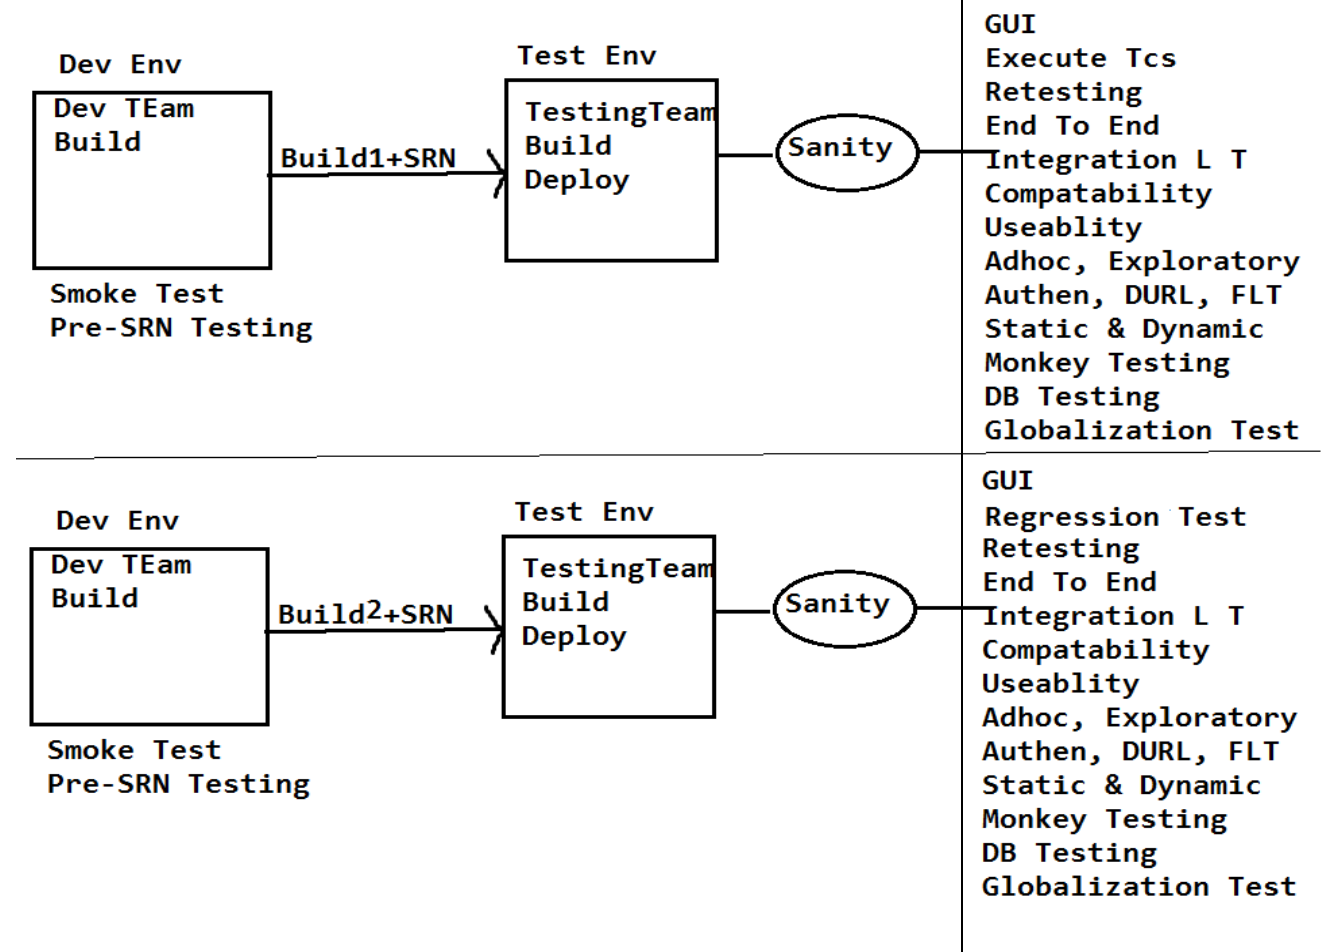 Dev Env
Dev TEam
Build
Smoke Test
Pre-SRN Testing
Build1+SRN
Test Env
TestingTeam
Build
Deploy
Sanity
GUI
Execute Tcs
Retesting
End To End
Integration L T
Compatability
Useablity
Adhoc, Exploratory
Authen, DURL, FLT
Static & Dynamic
Monkey Testing
DB Testing
Globalization Test
Dev Env
Dev TEam
Build
Smoke Test
Pre-SRN Testing
Build2+SRN
Test Env
TestingTeam
Build
Deploy
Sanity
GUI
Regression Test
Retesting
End To End
Integration L T
Compatability
Useablity
Adhoc, Exploratory
Authen, DURL, FLT
Static & Dynamic
Monkey Testing
DB Testing
Globalization Test